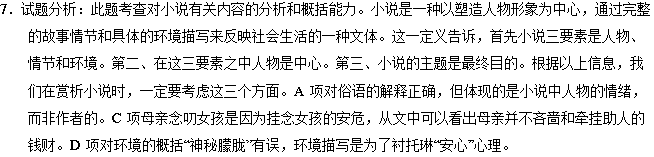 7．试题分析：此题考查对小说有关内容的分析和概括能力。小说是一种以塑造人物形象为中心，通过完整
的故事情节和具体的环境描写来反映社会生活的一种文体。这一定义告诉，首先小说三要素是人物、
情节和环境。第二、在这三要素之中人物是中心。第三、小说的主题是最终目的。根据以上信息，我
们在赏析小说时，一定要考虑这三个方面。A 项对俗语的解释正确，但体现的是小说中人物的情绪，
而非作者的。C 项母亲念叨女孩是因为挂念女孩的安危，从文中可以看出母亲并不吝啬和牵挂助人的
钱财。D 项对环境的概括“神秘朦胧”有误，环境描写是为了衬托琳“安心”心理。